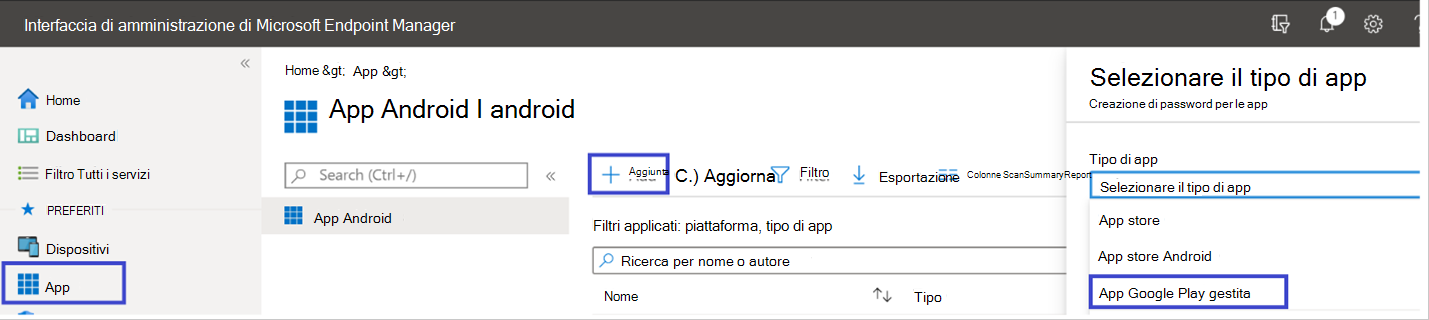 Interfaccia di amministrazione di Microsoft Endpoint Manager
1
«
Home
Dashboard
Filtro Tutti i servizi
PREFERITI
Dispositivi
App
Home &gt; App &gt;
App Android I android
Search (Ctrl+/)
«
App Android
Aggiunta C.) Aggiorna Filtro Esportazione Colonne ScanSummaryReport
Filtri applicati: piattaforma, tipo di app
Ricerca per nome o autore
Nome Tipo
Selezionare il tipo di app
Creazione di password per le app
Tipo di app
Selezionare il tipo di app
App store
App store Android
App Google Play gestita